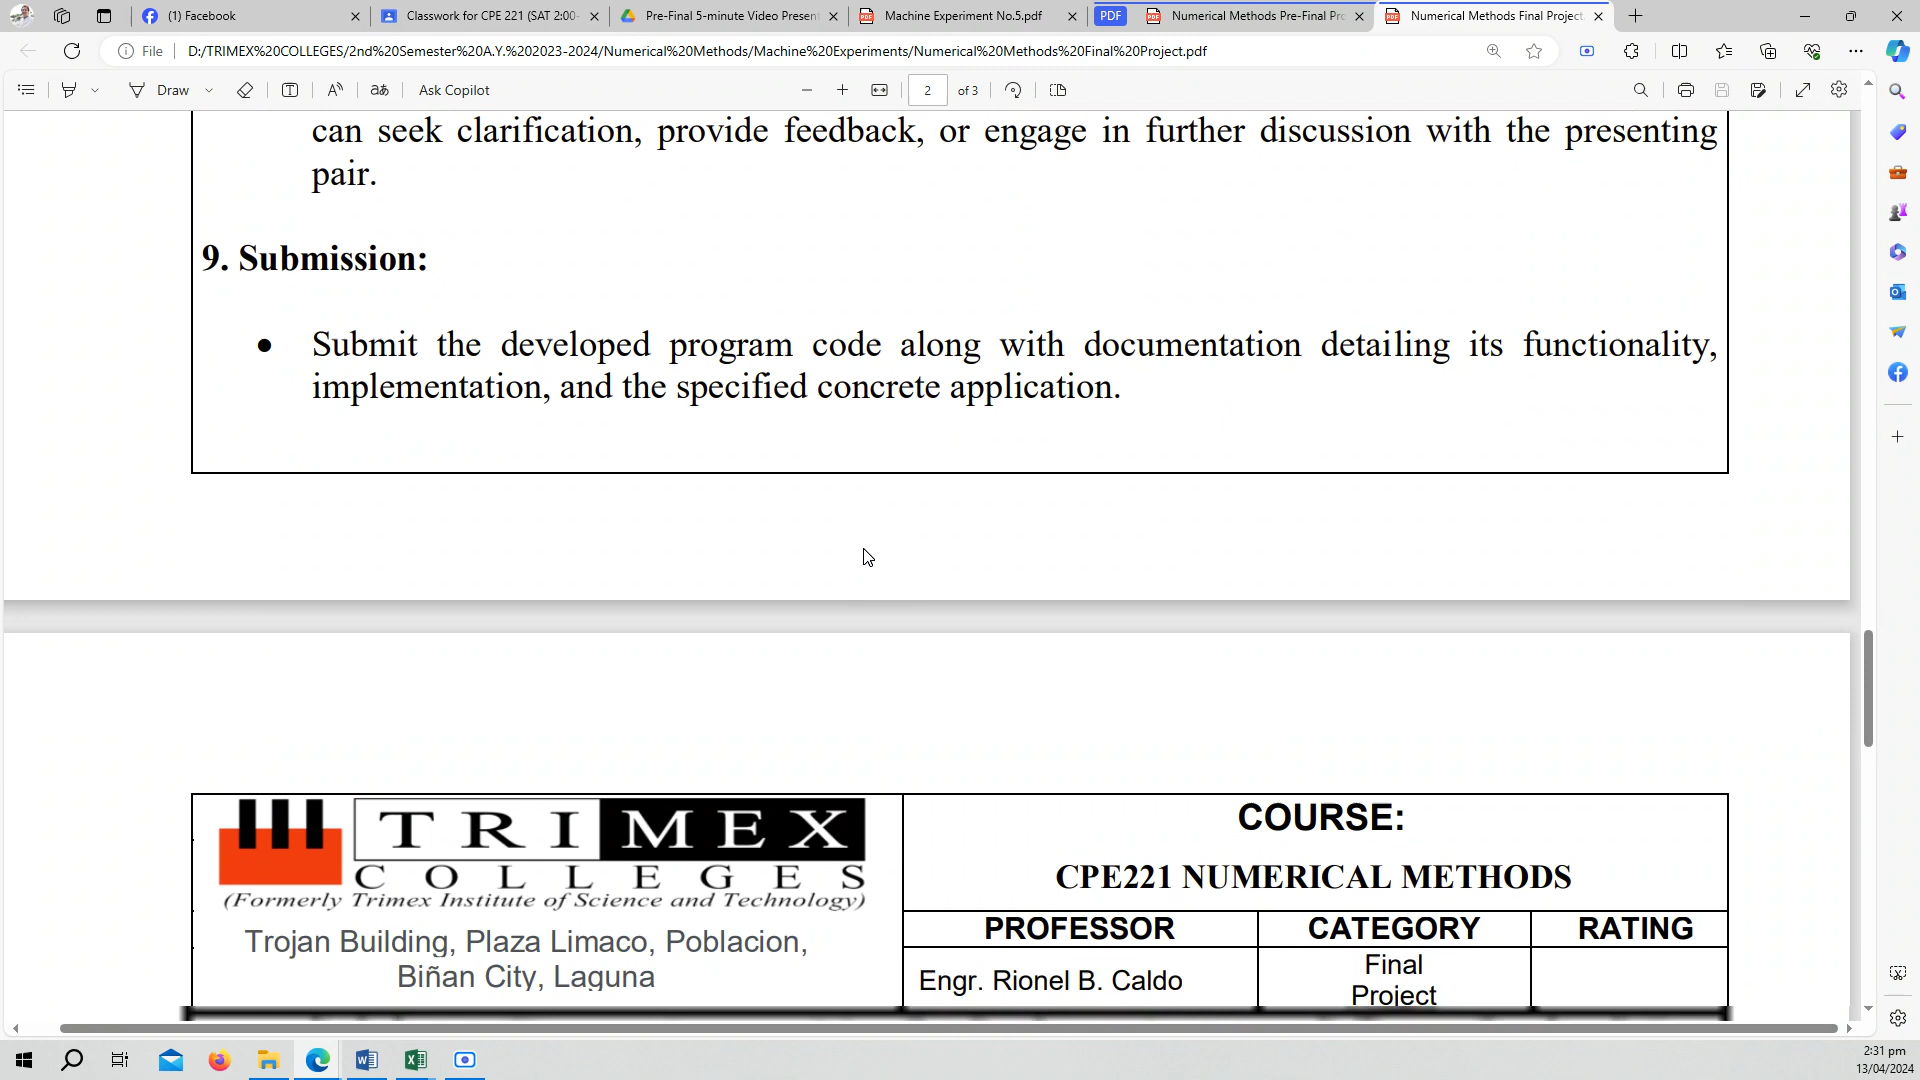 (1) Facebook
Classwork for CPE 221 (SAT 2:00-
Pre-Final 5-minute Video Present
Machine Experiment No.5.pdf
PDF
Numerical Methods Pre-Final Pro
Numerical Methods Final Project.
File
D:/TRIMEX%20COLLEGES/2nd%20Semester%20A.Y.%202023-2024/Numerical%20Methods/Machine%20Experiments/Numerical%20Methods%20Final%20Project.pdf
Draw
Ask Copilot
2
of 3
can seek clarification, provide feedback, or engage in further discussion with the presenting
pair.
9. Submission:
● Submit the developed program code along with documentation detailing its functionality,
implementation, and the specified concrete application.
TRIMEX
COLLEGES
(Formerly Trimex Institute of Science and Technology)
Trojan Building, Plaza Limaco, Poblacion,
Biñan City, Laguna
COURSE:
CPE221 NUMERICAL METHODS
PROFESSOR
CATEGORY
RATING
Engr. Rionel B. Caldo
Final
Project
2:31 pm
13/04/2024